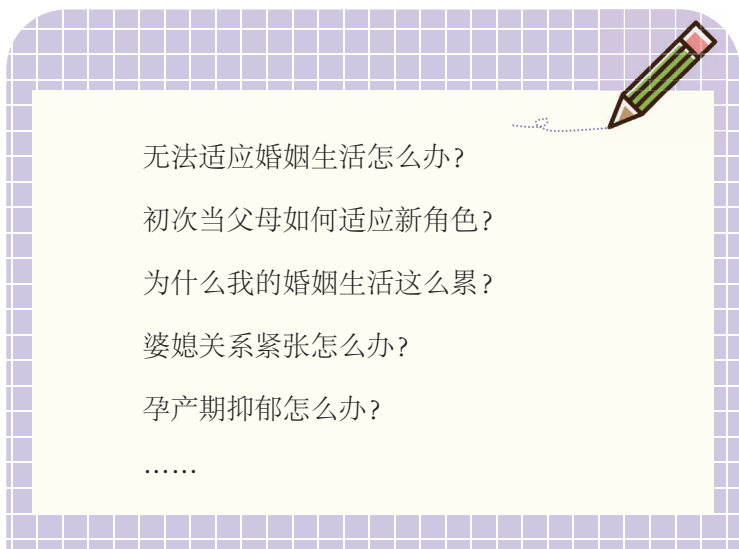 无法适应婚姻生活怎么办?
初次当父母如何适应新角色?
为什么我的婚姻生活这么累?
婆媳关系紧张怎么办?
孕产期抑郁怎么办?
……